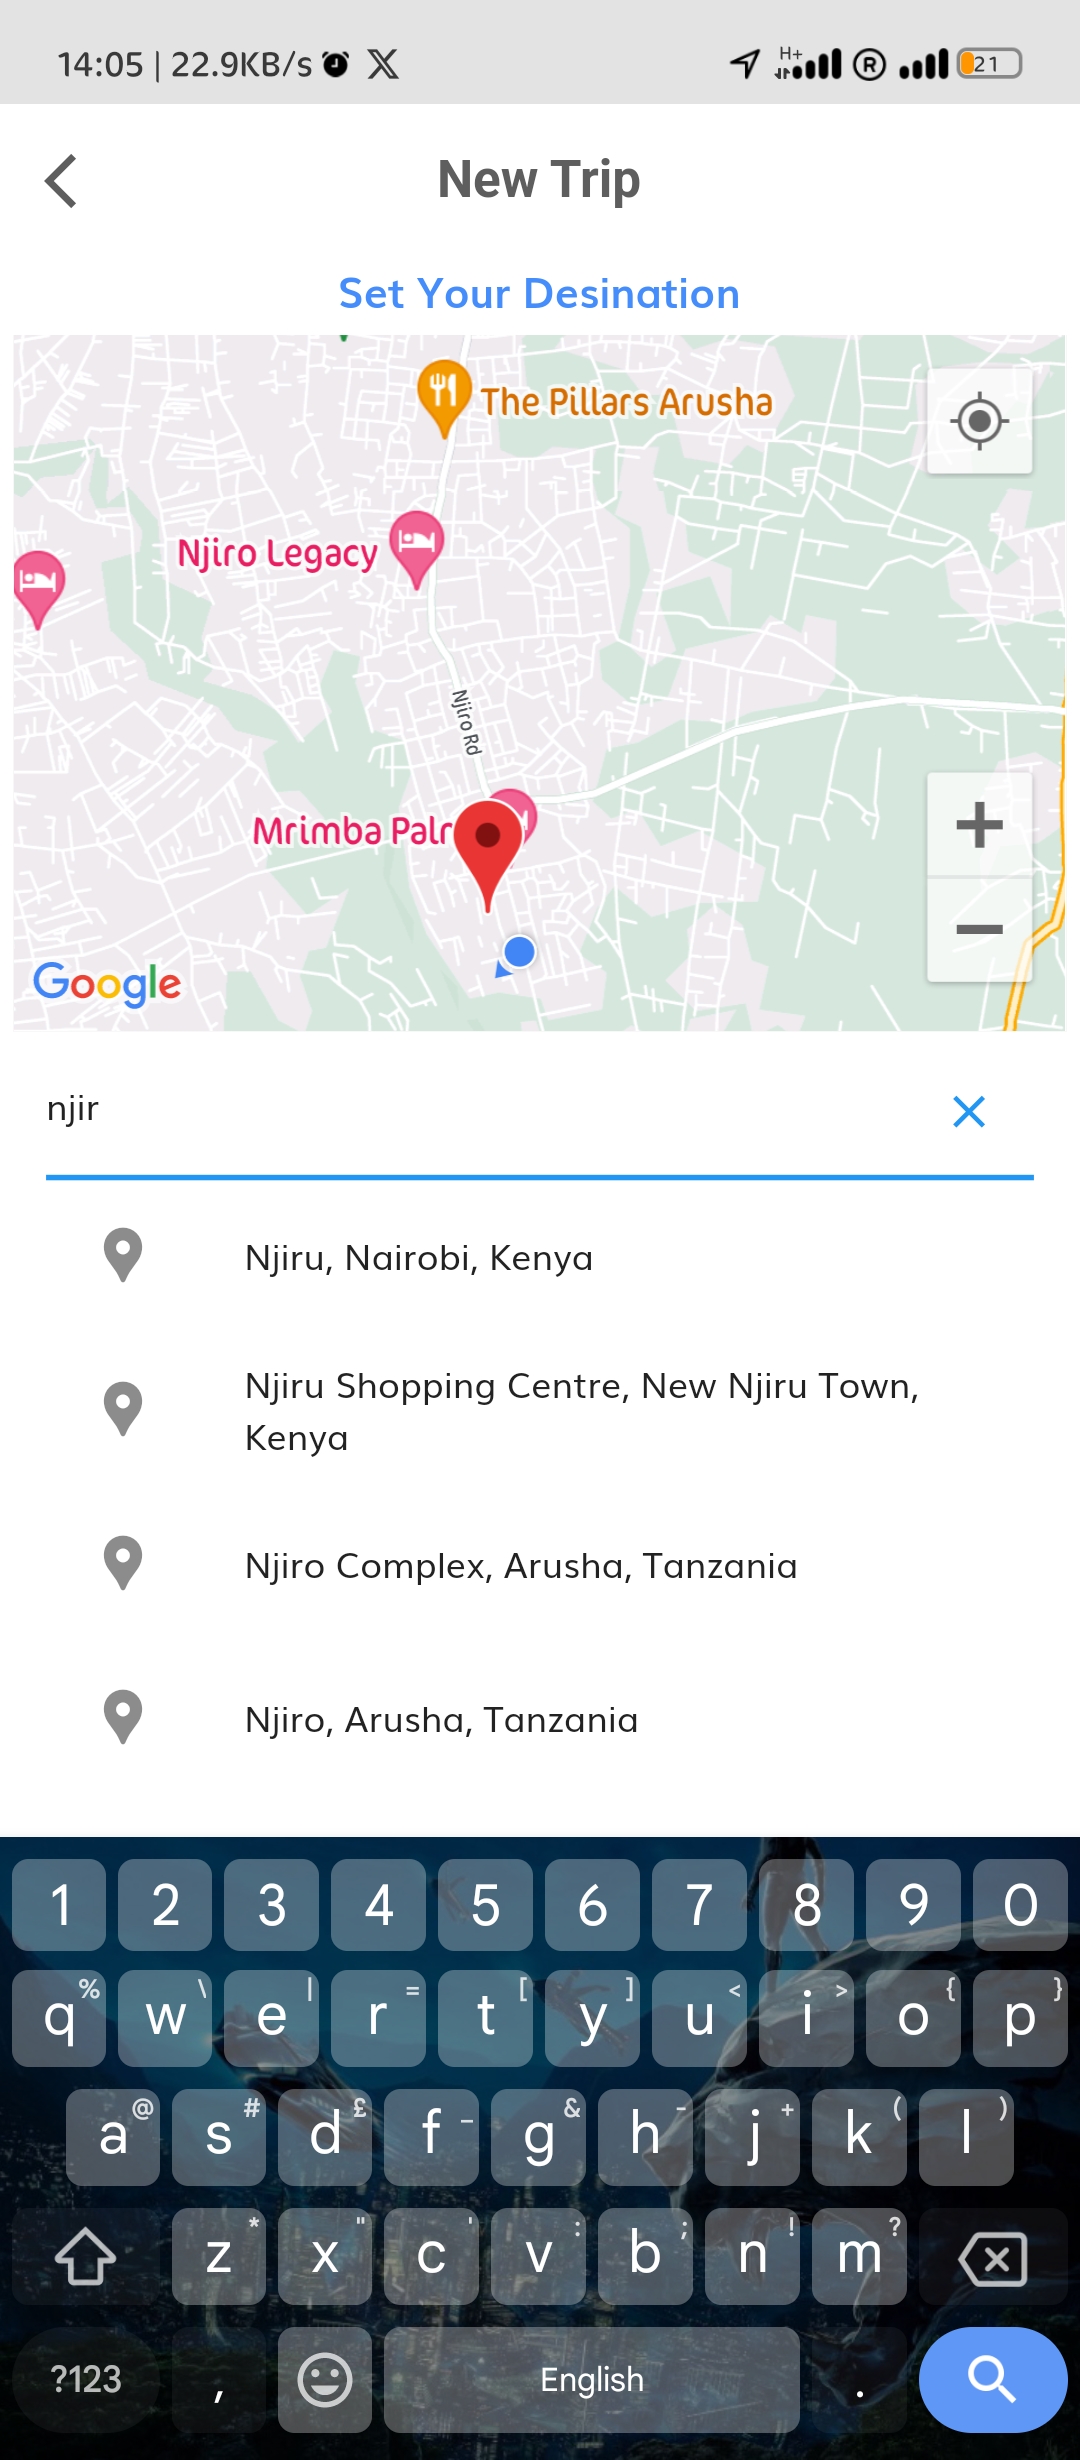 14:05 | 22.9KB/s
H+
R
21
New Trip
Set Your Desination
The Pillars Arusha
Njiro Legacy
Njiro Rd
Mrimba Palr
Google
njir
Njiru, Nairobi, Kenya
Njiru Shopping Centre, New Njiru Town,
Kenya
Njiro Complex, Arusha, Tanzania
Njiro, Arusha, Tanzania
1 2 3 4 5 6 7 8 9 0
% \ | = [ ] < > { }
q w e r t y u i o p
@ # £ _ & - + ( )
a s d f g h j k l
* " ' : ; ! ?
z x c v b n m
?123 , English .